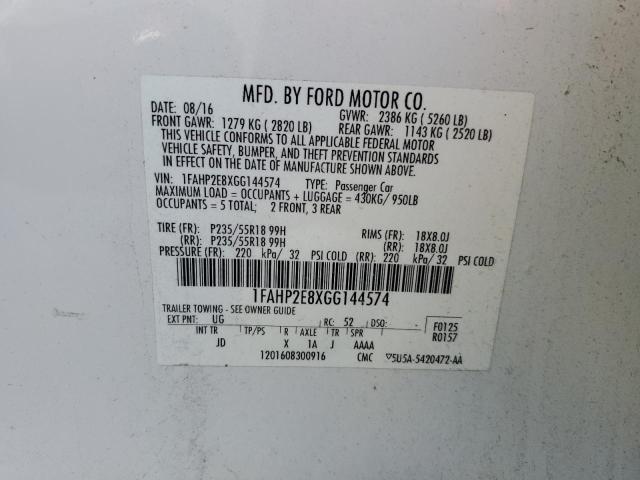 MFD. BY FORD MOTOR CO.
DATE: 08/16 GVWR: 2386 KG ( 5260 LB)
FRONT GAWR: 1279 KG ( 2820 LB) REAR GAWR: 1143 KG ( 2520 LB)
THIS VEHICLE CONFORMS TO ALL APPLICABLE FEDERAL MOTOR
VEHICLE SAFETY, BUMPER, AND THEFT PREVENTION STANDARDS
IN EFFECT ON THE DATE OF MANUFACTURE SHOWN ABOVE.
VIN: 1FAHP2E8XGG144574 TYPE: Passenger Car
MAXIMUM LOAD = OCCUPANTS + LUGGAGE = 430KG/ 950LB
OCCUPANTS = 5 TOTAL; 2 FRONT, 3 REAR
TIRE (FR): P235/55R18 99H RIMS (FR): 18X8.0J
(RR): P235/55R18 99H (RR): 18X8.0J
PRESSURE (FR): 220 kPa/ 32 PSI COLD (RR): 220 kPa/ 32 PSI COLD
1FAHP2E8XGG144574
TRAILER TOWING - SEE OWNER GUIDE
EXT PNT: UG RC: 52 DSO: F0125
INT TR TP/PS R AXLE TR SPR R0157
JD X 1A J AAAA
1201608300916 CMC ▽5U5A-5420472-AA